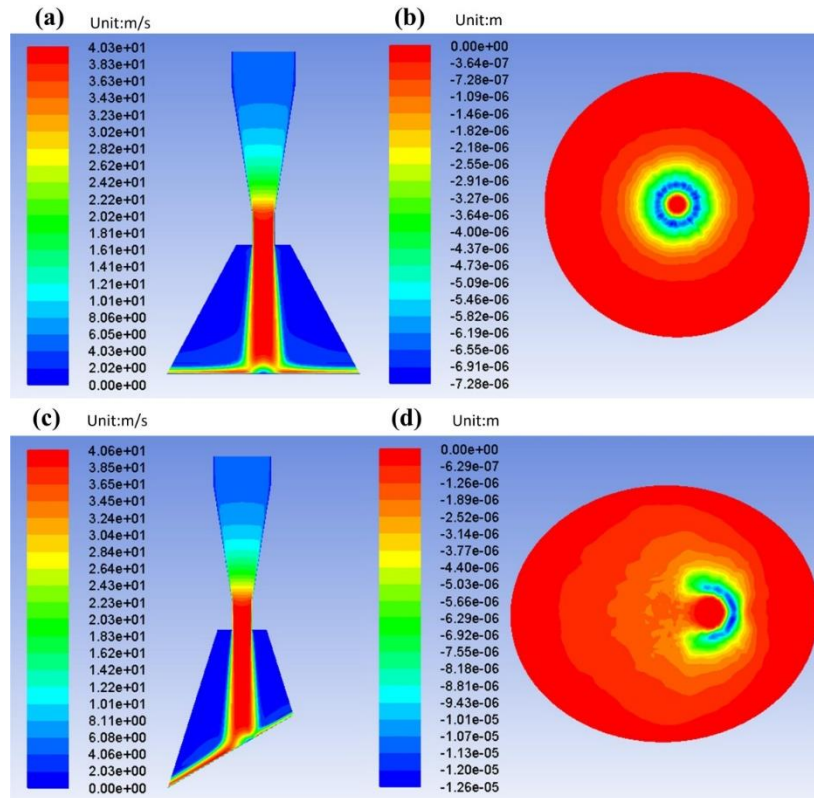 (a) Unit:m/s
4.03e+01
3.83e+01
3.63e+01
3.43e+01
3.23e+01
3.02e+01
2.82e+01
2.62e+01
2.42e+01
2.22e+01
2.02e+01
1.81e+01
1.61e+01
1.41e+01
1.21e+01
1.01e+01
8.06e+00
6.05e+00
4.03e+00
2.02e+00
0.00e+00
(b) Unit:m
0.00e+00
-3.64e-07
-7.28e-07
-1.09e-06
-1.46e-06
-1.82e-06
-2.18e-06
-2.55e-06
-2.91e-06
-3.27e-06
-3.64e-06
-4.00e-06
-4.37e-06
-4.73e-06
-5.09e-06
-5.46e-06
-5.82e-06
-6.19e-06
-6.55e-06
-6.91e-06
-7.28e-06
(c) Unit:m/s
4.06e+01
3.85e+01
3.65e+01
3.45e+01
3.24e+01
3.04e+01
2.84e+01
2.64e+01
2.43e+01
2.23e+01
2.03e+01
1.83e+01
1.62e+01
1.42e+01
1.22e+01
1.01e+01
8.11e+00
6.08e+00
4.06e+00
2.03e+00
0.00e+00
(d) Unit:m
0.00e+00
-6.29e-07
-1.26e-06
-1.89e-06
-2.52e-06
-3.14e-06
-3.77e-06
-4.40e-06
-5.03e-06
-5.66e-06
-6.29e-06
-6.92e-06
-7.55e-06
-8.18e-06
-8.81e-06
-9.43e-06
-1.01e-05
-1.07e-05
-1.13e-05
-1.20e-05
-1.26e-05